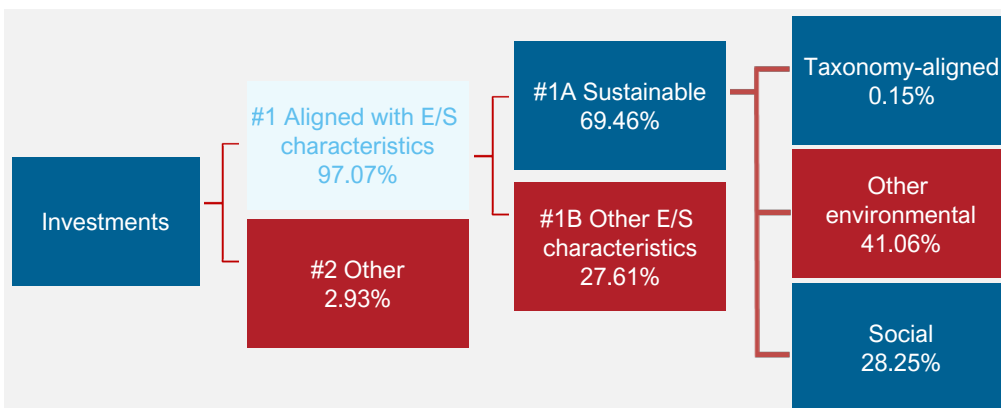 Investments
#1 Aligned with E/S
characteristics
97.07%
#2 Other
2.93%
#1A Sustainable
69.46%
#1B Other E/S
characteristics
27.61%
Taxonomy-aligned
0.15%
Other
environmental
41.06%
Social
28.25%